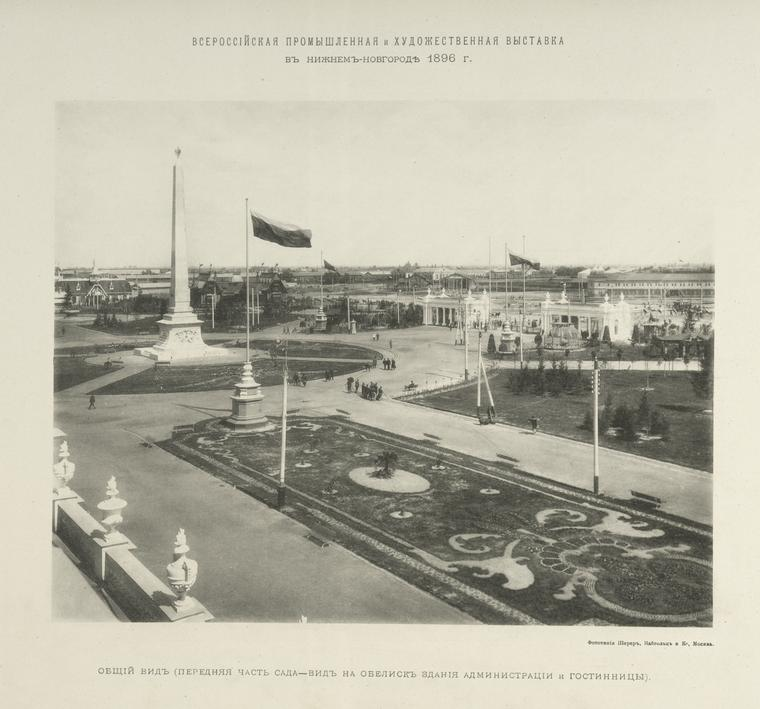 ВСЕРОССІЙСКАЯ ПРОМЫШЛЕННАЯ и ХУДОЖЕСТВЕННАЯ ВЫСТАВКА
ВЪ НИЖНЕМЪ-НОВГОРОДѢ 1896 г.
Фототипія Шереръ, Набгольцъ и Ко, Москва.
ОБЩІЙ ВИДЪ (ПЕРЕДНЯЯ ЧАСТЬ САДА—ВИДЪ НА ОБЕЛИСКЪ ЗДАНІЯ АДМИНИСТРАЦІИ и ГОСТИННИЦЫ).